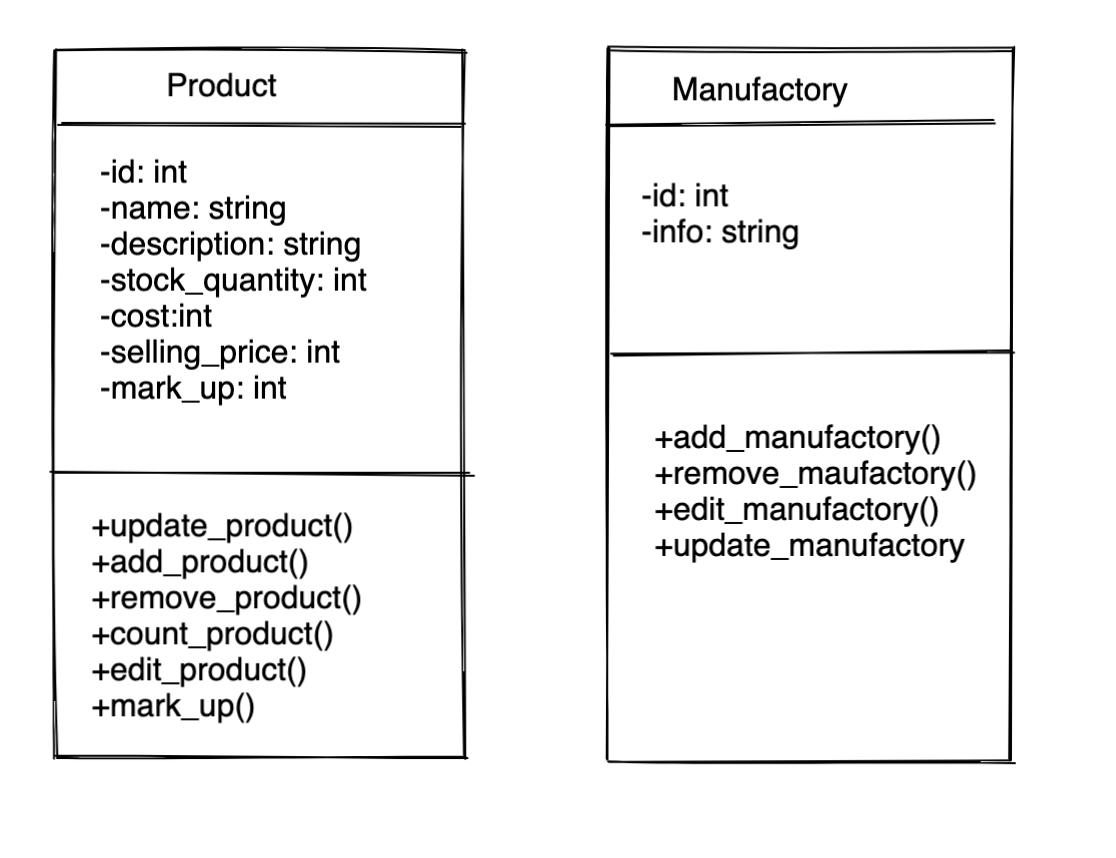 Product
-id: int
-name: string
-description: string
-stock_quantity: int
-cost:int
-selling_price: int
-mark_up: int
+update_product()
+add_product()
+remove_product()
+count_product()
+edit_product()
+mark_up()
Manufactory
-id: int
-info: string
+add_manufactory()
+remove_maufactory()
+edit_manufactory()
+update_manufactory